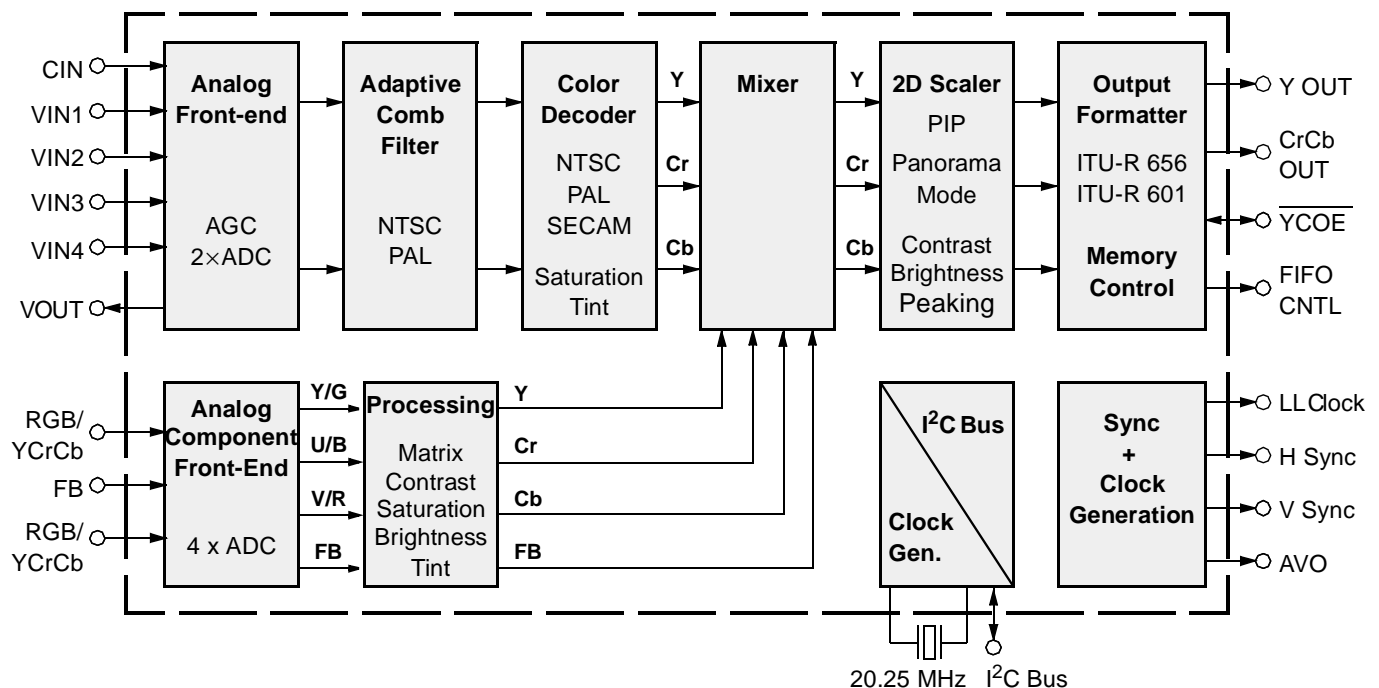 CIN
VIN1
VIN2
VIN3
VIN4
VOUT
Analog
Front-end
AGC
2×ADC
Adaptive
Comb
Filter
NTSC
PAL
Color
Decoder
NTSC
PAL
SECAM
Saturation
Tint
Y
Cr
Cb
Mixer
Y
Cr
Cb
2D Scaler
PIP
Panorama
Mode
Contrast
Brightness
Peaking
Output
Formatter
ITU-R 656
ITU-R 601
Memory
Control
Y OUT
CrCb
OUT
YCOE
FIFO
CNTL
RGB/
YCrCb
FB
RGB/
YCrCb
Analog
Component
Front-End
4 x ADC
Y/G
U/B
V/R
FB
Processing
Matrix
Contrast
Saturation
Brightness
Tint
Y
Cr
Cb
FB
I²C Bus
Clock
Gen.
Sync
+
Clock
Generation
LL Clock
H Sync
V Sync
AVO
20.25 MHz
I²C Bus